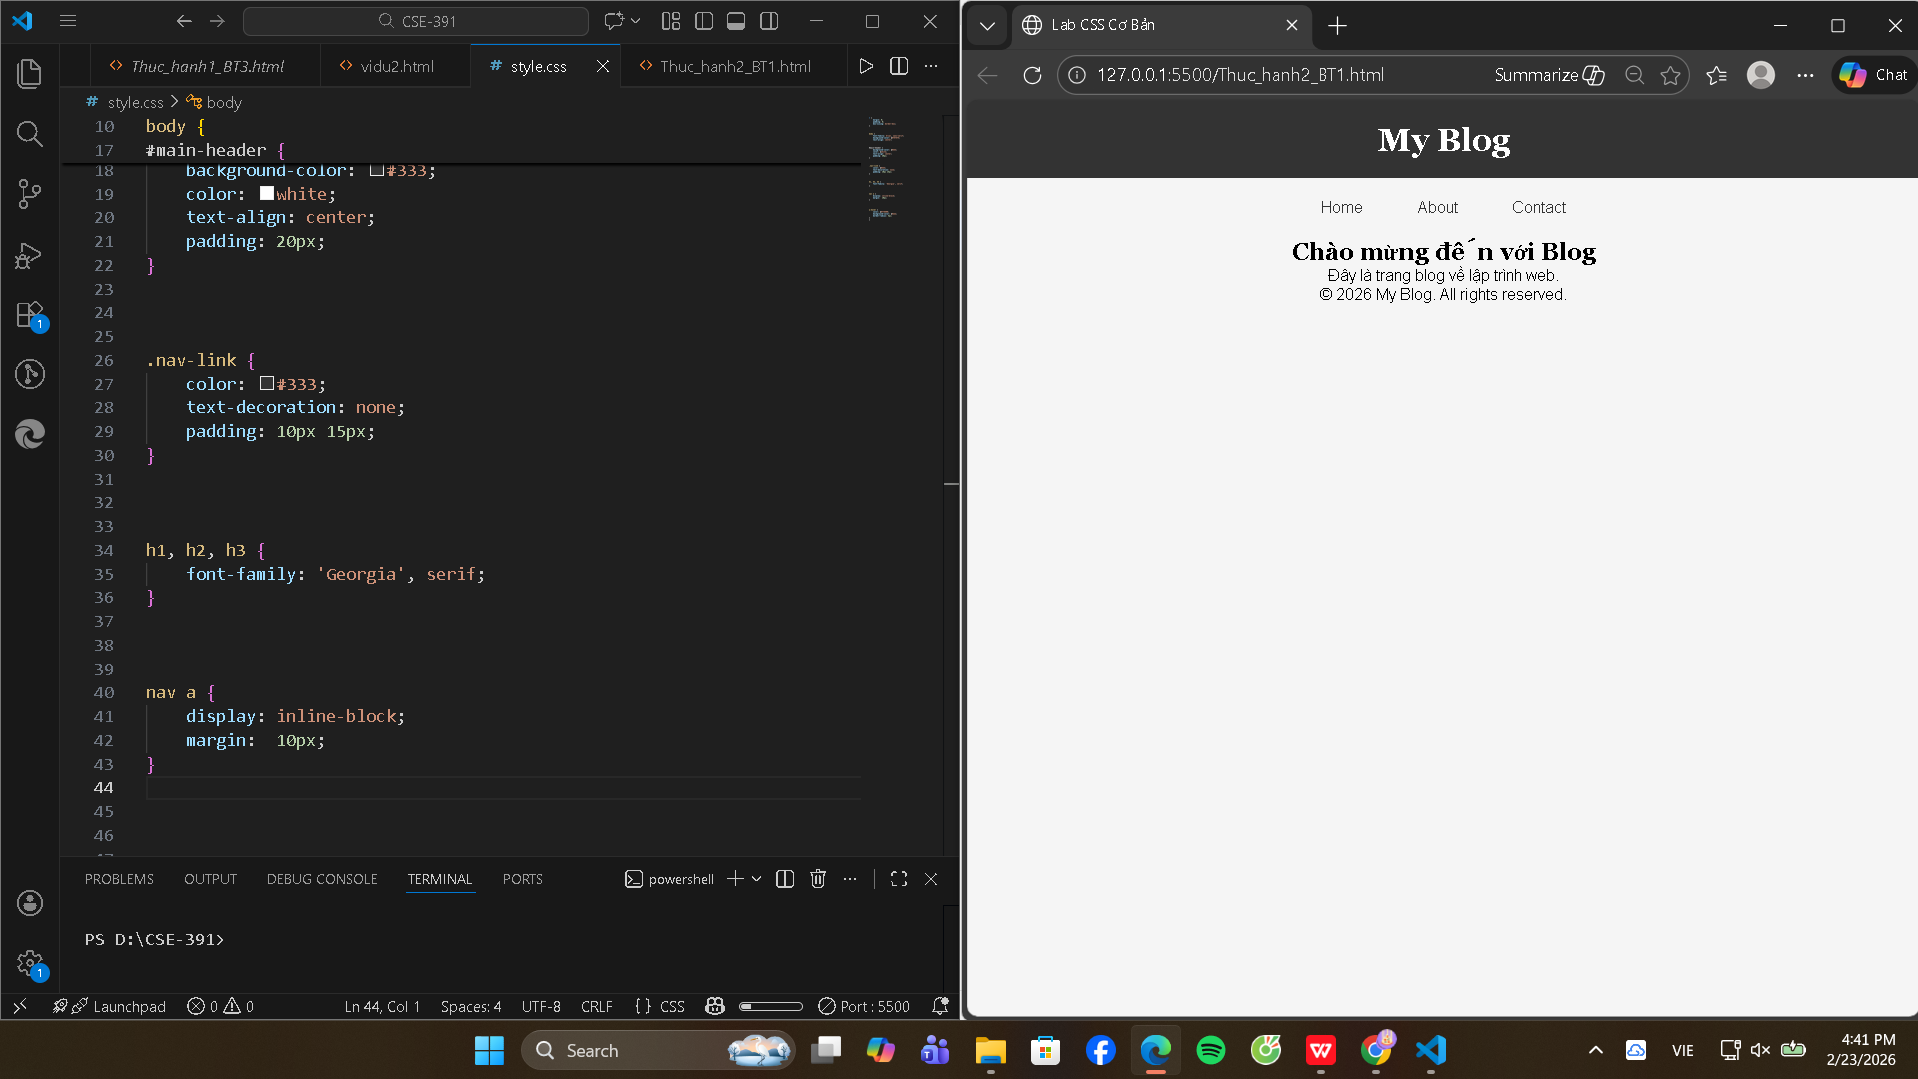 CSE-391
Thuc_hanh1_BT3.html
vidu2.html
# style.css
Thuc_hanh2_BT1.html
# style.css > body
10 body {
17 #main-header {
18 background-color: #333;
19 color: white;
20 text-align: center;
21 padding: 20px;
22 }
23
24
25
26 .nav-link {
27 color: #333;
28 text-decoration: none;
29 padding: 10px 15px;
30 }
31
32
33
34 h1, h2, h3 {
35 font-family: 'Georgia', serif;
36 }
37
38
39
40 nav a {
41 display: inline-block;
42 margin:  10px;
43 }
44
45
46
47
PROBLEMS OUTPUT DEBUG CONSOLE TERMINAL PORTS
powershell
PS D:\CSE-391>
1
1
Launchpad 0 0 Ln 44, Col 1 Spaces: 4 UTF-8 CRLF { } CSS Port : 5500
Lab CSS Cơ Bản
127.0.0.1:5500/Thuc_hanh2_BT1.html
Summarize
Chat
My Blog
Home About Contact
Chào mừng đến với Blog
Đây là trang blog về lập trình web.
© 2026 My Blog. All rights reserved.
Search
VIE
4:41 PM
2/23/2026